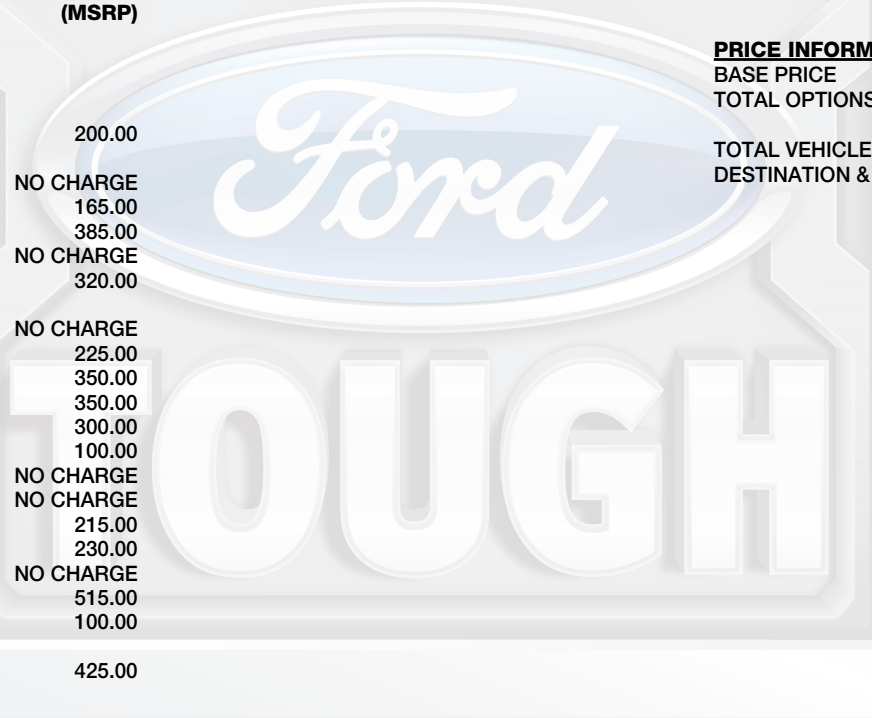 (MSRP)
PRICE INFORM
BASE PRICE
TOTAL OPTIONS
200.00
TOTAL VEHICLE
DESTINATION &
NO CHARGE
165.00
385.00
NO CHARGE
320.00
NO CHARGE
225.00
350.00
350.00
300.00
100.00
NO CHARGE
NO CHARGE
215.00
230.00
NO CHARGE
515.00
100.00
425.00
Ford
TOUGH